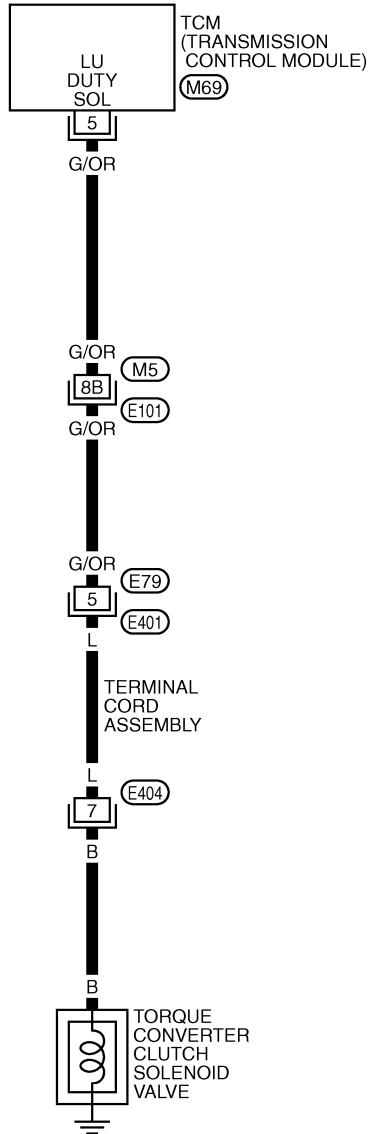 TCM
(TRANSMISSION
CONTROL MODULE)
M69
LU
DUTY
SOL
5
G/OR
G/OR
M5
8B
E101
G/OR
G/OR
E79
5
E401
L
TERMINAL
CORD
ASSEMBLY
L
E404
7
B
B
TORQUE
CONVERTER
CLUTCH
SOLENOID
VALVE